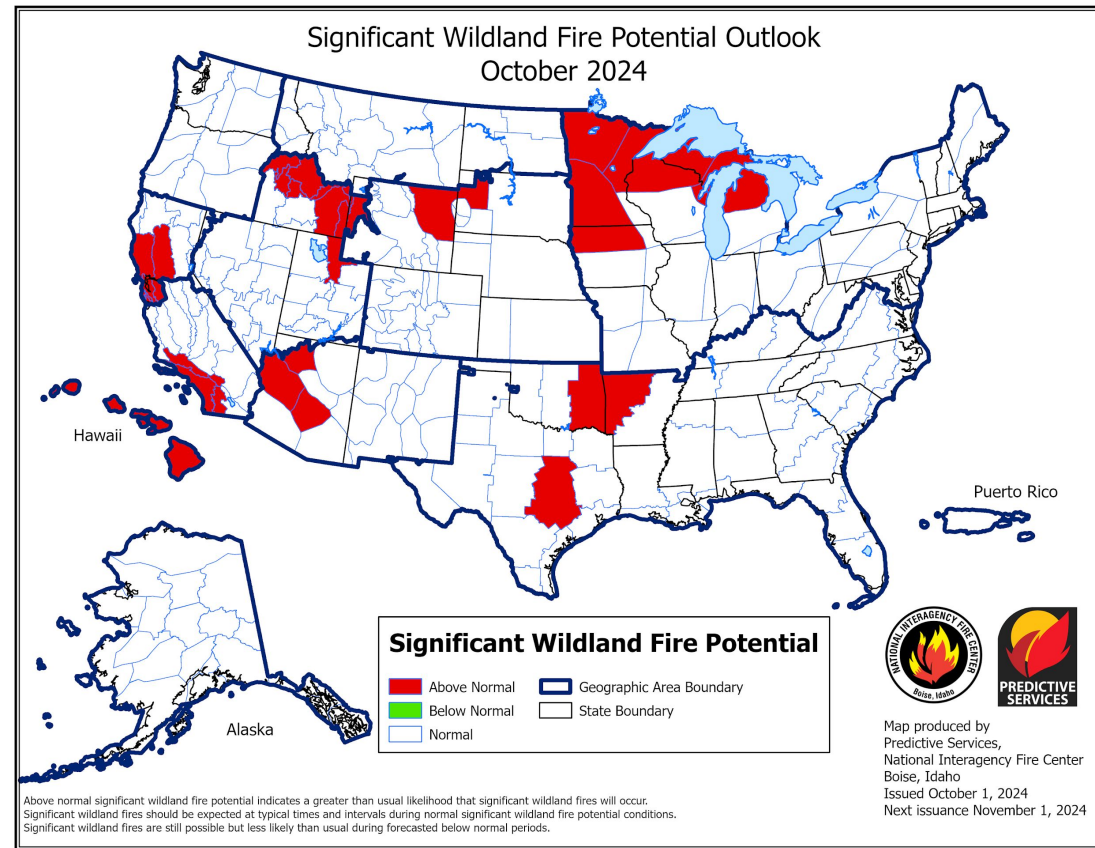 Significant Wildland Fire Potential Outlook
October 2024
Hawaii
Puerto Rico
Alaska
Significant Wildland Fire Potential
Above Normal
Below Normal
Normal
Geographic Area Boundary
State Boundary
NATIONAL INTERAGENCY FIRE CENTER
Boise, Idaho
PREDICTIVE
SERVICES
Map produced by
Predictive Services,
National Interagency Fire Center
Boise, Idaho
Issued October 1, 2024
Next issuance November 1, 2024
Above normal significant wildland fire potential indicates a greater than usual likelihood that significant wildland fires will occur.
Significant wildland fires should be expected at typical times and intervals during normal significant wildland fire potential conditions.
Significant wildland fires are still possible but less likely than usual during forecasted below normal periods.